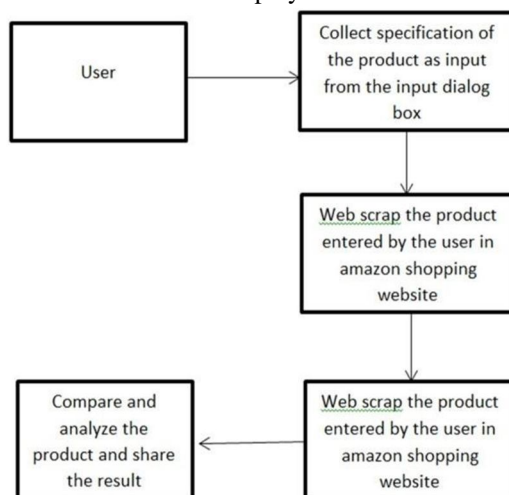 User
Collect specification of
the product as input
from the input dialog
box
Web scrap the product
entered by the user in
amazon shopping
website
Web scrap the product
entered by the user in
amazon shopping
website
Compare and
analyze the
product and share
the result